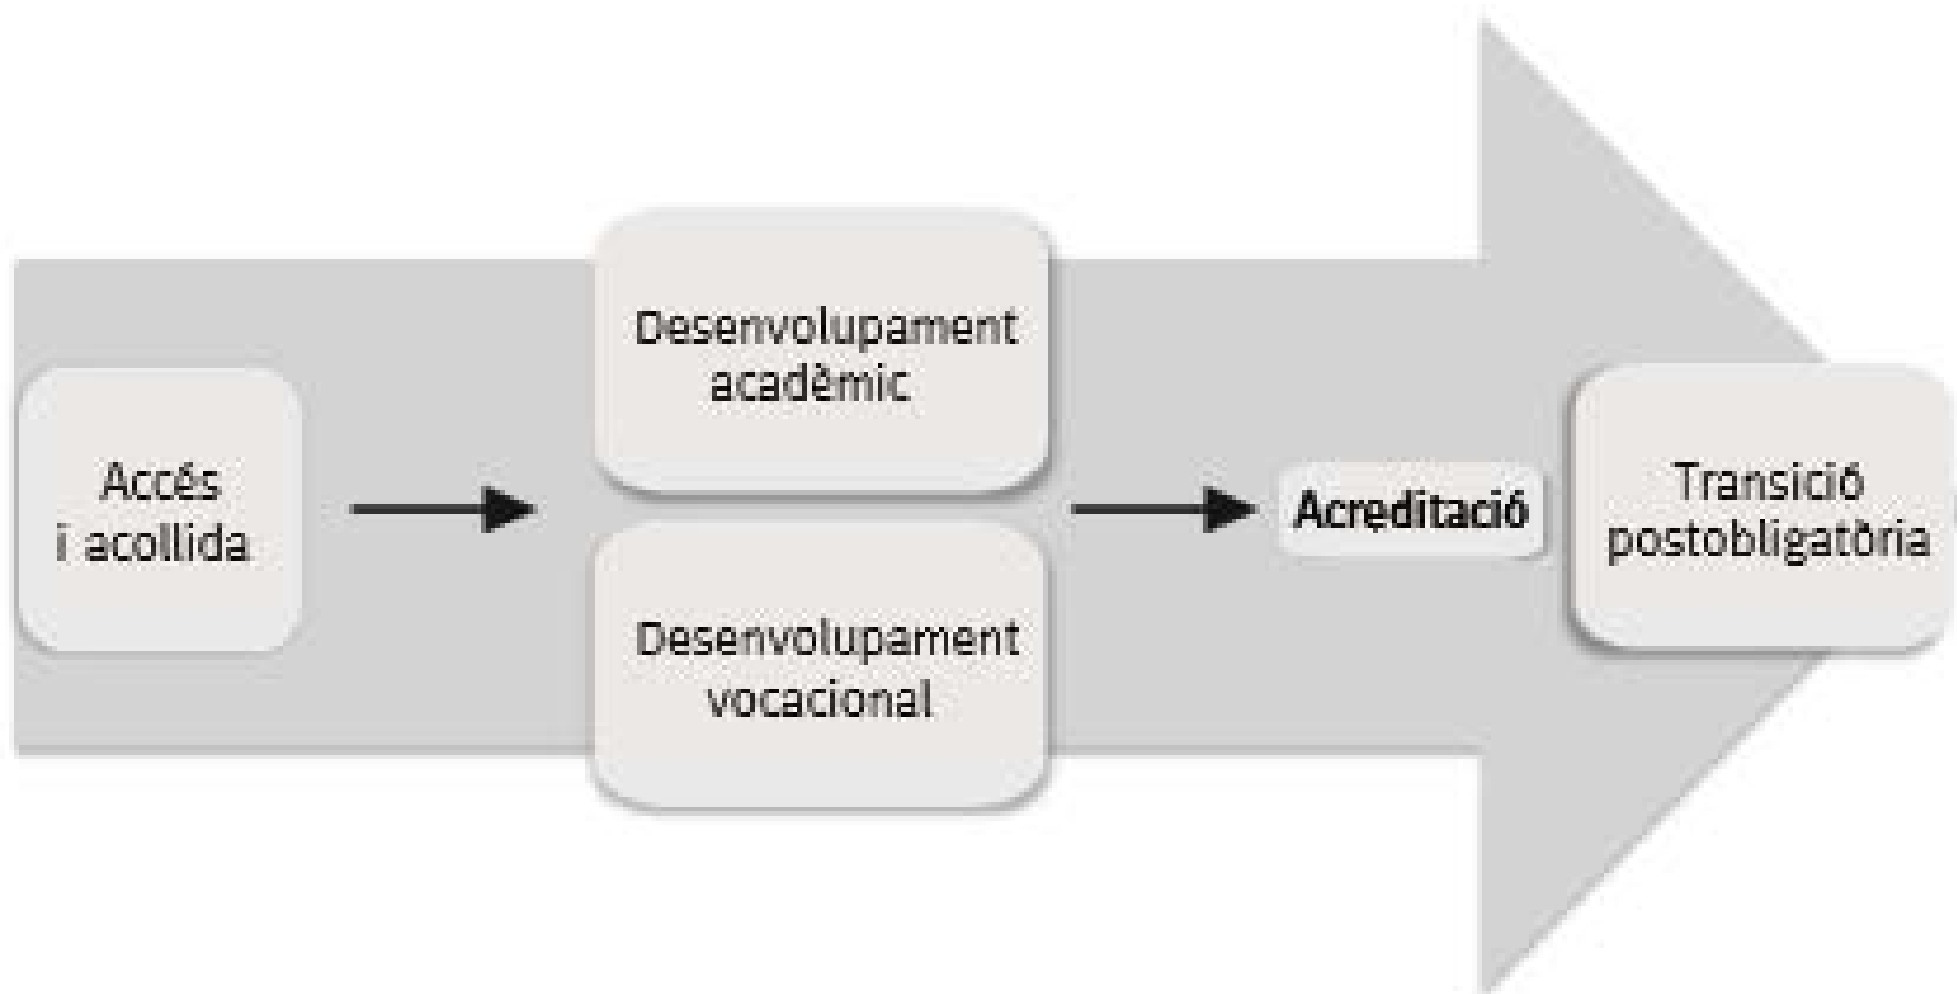 Accés
i acollida
Desenvolupament
acadèmic
Desenvolupament
vocacional
Acreditació
Transició
postobligatòria